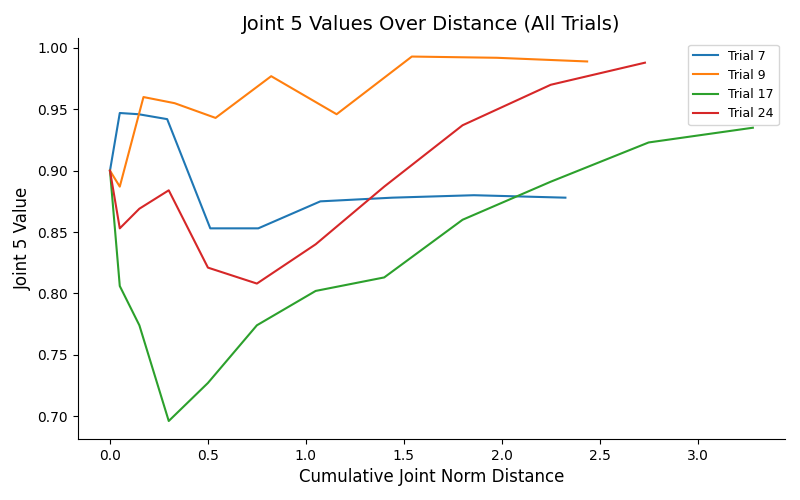 Joint 5 Values Over Distance (All Trials)
Trial 7
Trial 9
Trial 17
Trial 24
Joint 5 Value
1.00
0.95
0.90
0.85
0.80
0.75
0.70
0.0 0.5 1.0 1.5 2.0 2.5 3.0
Cumulative Joint Norm Distance